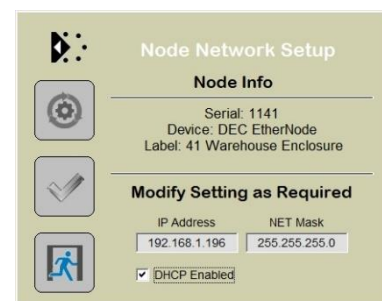 Node Network Setup
Node Info
Serial: 1141
Device: DEC EtherNode
Label: 41 Warehouse Enclosure
Modify Setting as Required
IP Address NET Mask
192.168.1.196 255.255.255.0
DHCP Enabled